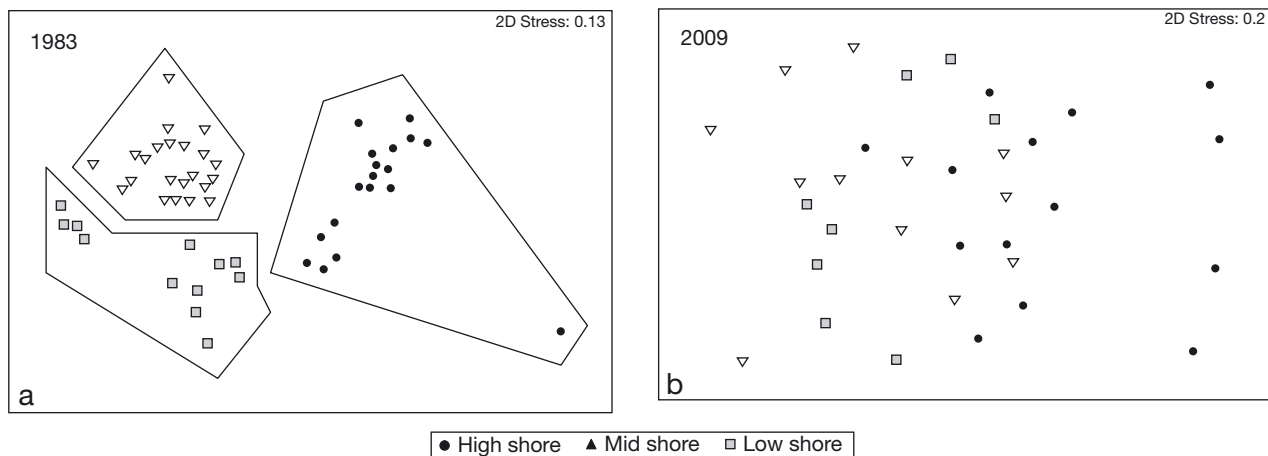 2D Stress: 0.13
1983
a
2D Stress: 0.2
2009
b
High shore Mid shore Low shore